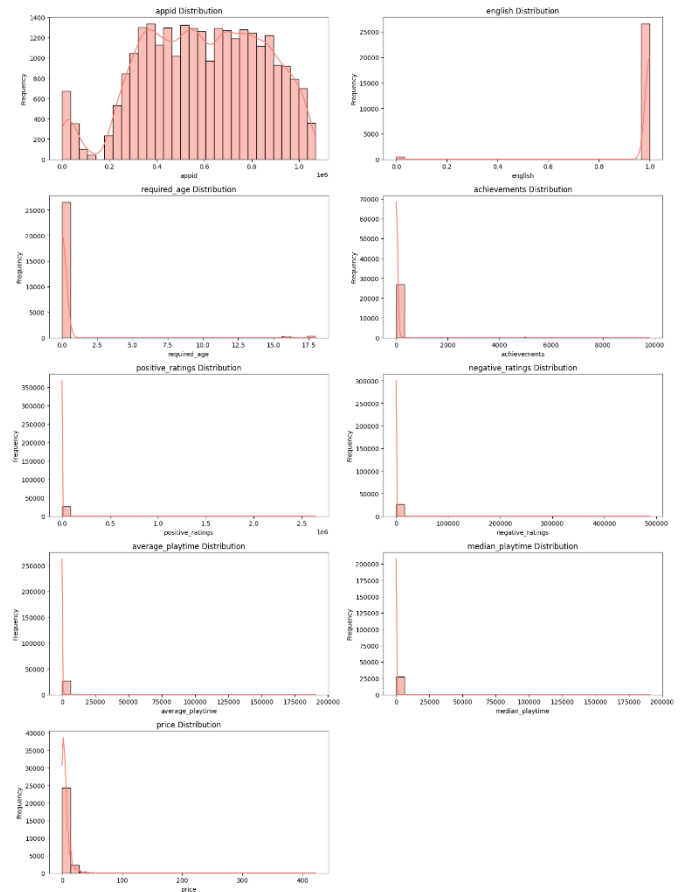 appid Distribution
1400
1200
1000
800
600
400
200
0
Frequency
0.0 0.2 0.4 0.6 0.8 1.0
1e6
appid
english Distribution
25000
20000
15000
10000
5000
0
Frequency
0.0 0.2 0.4 0.6 0.8 1.0
english
required_age Distribution
25000
20000
15000
10000
5000
0
Frequency
0.0 2.5 5.0 7.5 10.0 12.5 15.0 17.5
required_age
achievements Distribution
70000
60000
50000
40000
30000
20000
10000
0
Frequency
0 2000 4000 6000 8000 10000
achievements
positive_ratings Distribution
350000
300000
250000
200000
150000
100000
50000
0
Frequency
0.0 0.5 1.0 1.5 2.0 2.5
1e6
positive_ratings
negative_ratings Distribution
300000
250000
200000
150000
100000
50000
0
Frequency
0 100000 200000 300000 400000 500000
negative_ratings
average_playtime Distribution
250000
200000
150000
100000
50000
0
Frequency
0 25000 50000 75000 100000 125000 150000 175000 200000
average_playtime
median_playtime Distribution
200000
175000
150000
125000
100000
75000
50000
25000
0
Frequency
0 25000 50000 75000 100000 125000 150000 175000 200000
median_playtime
price Distribution
40000
35000
30000
25000
20000
15000
10000
5000
0
Frequency
0 100 200 300 400
price